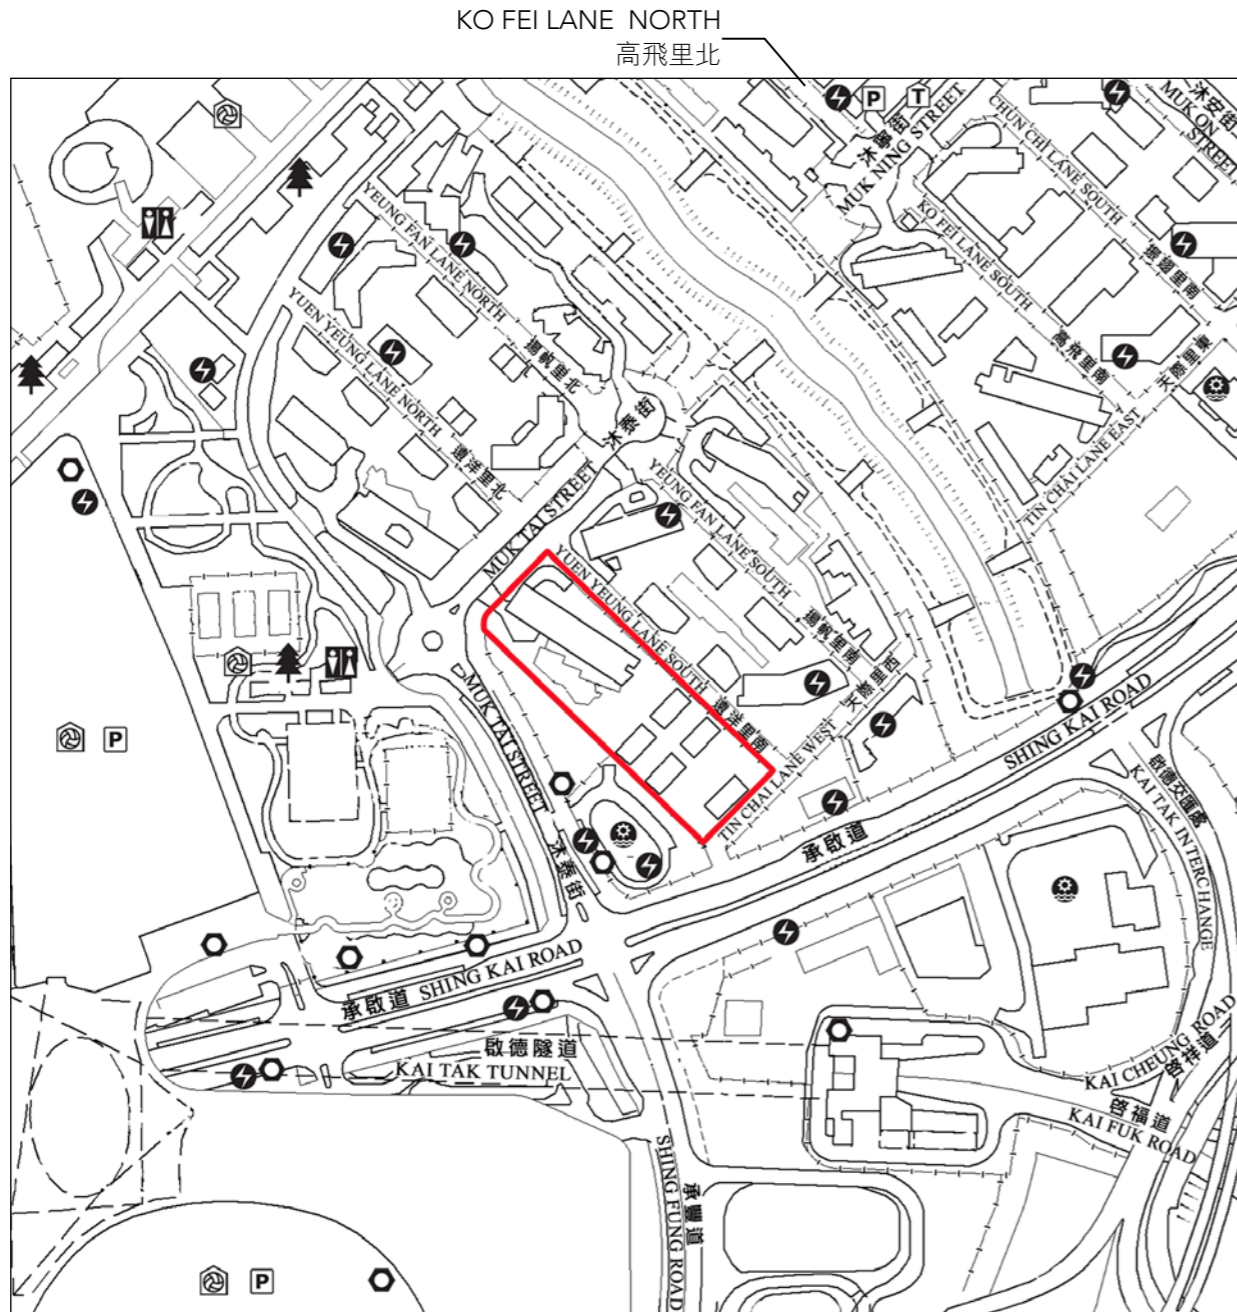 KO FEI LANE NORTH
高飛里北
P
T
沐寧街
MUK NING STREET
沐安街
MUK ON
STREET
CHUN CHI LANE SOUTH
振翅里南
KO FEI LANE SOUTH
高飛里南
YEUNG FAN LANE NORTH
揚帆里北
YUEN YEUNG LANE NORTH
遠洋里北
沐泰街
MUK TAI STREET
天際里東
TIN CHAI LANE EAST
YEUNG FAN LANE SOUTH
揚帆里南
YUEN YEUNG LANE SOUTH
遠洋里南
TIN CHAI LANE WEST
天際里西
MUK TAI STREET
沐泰街
P
SHING KAI ROAD
承啟道
啟德交匯處
KAI TAK INTERCHANGE
承啟道 SHING KAI ROAD
啟德隧道
KAI TAK TUNNEL
KAI CHEUNG ROAD
啓祥道
啓福道
KAI FUK ROAD
SHING FUNG ROAD
承豐道
P